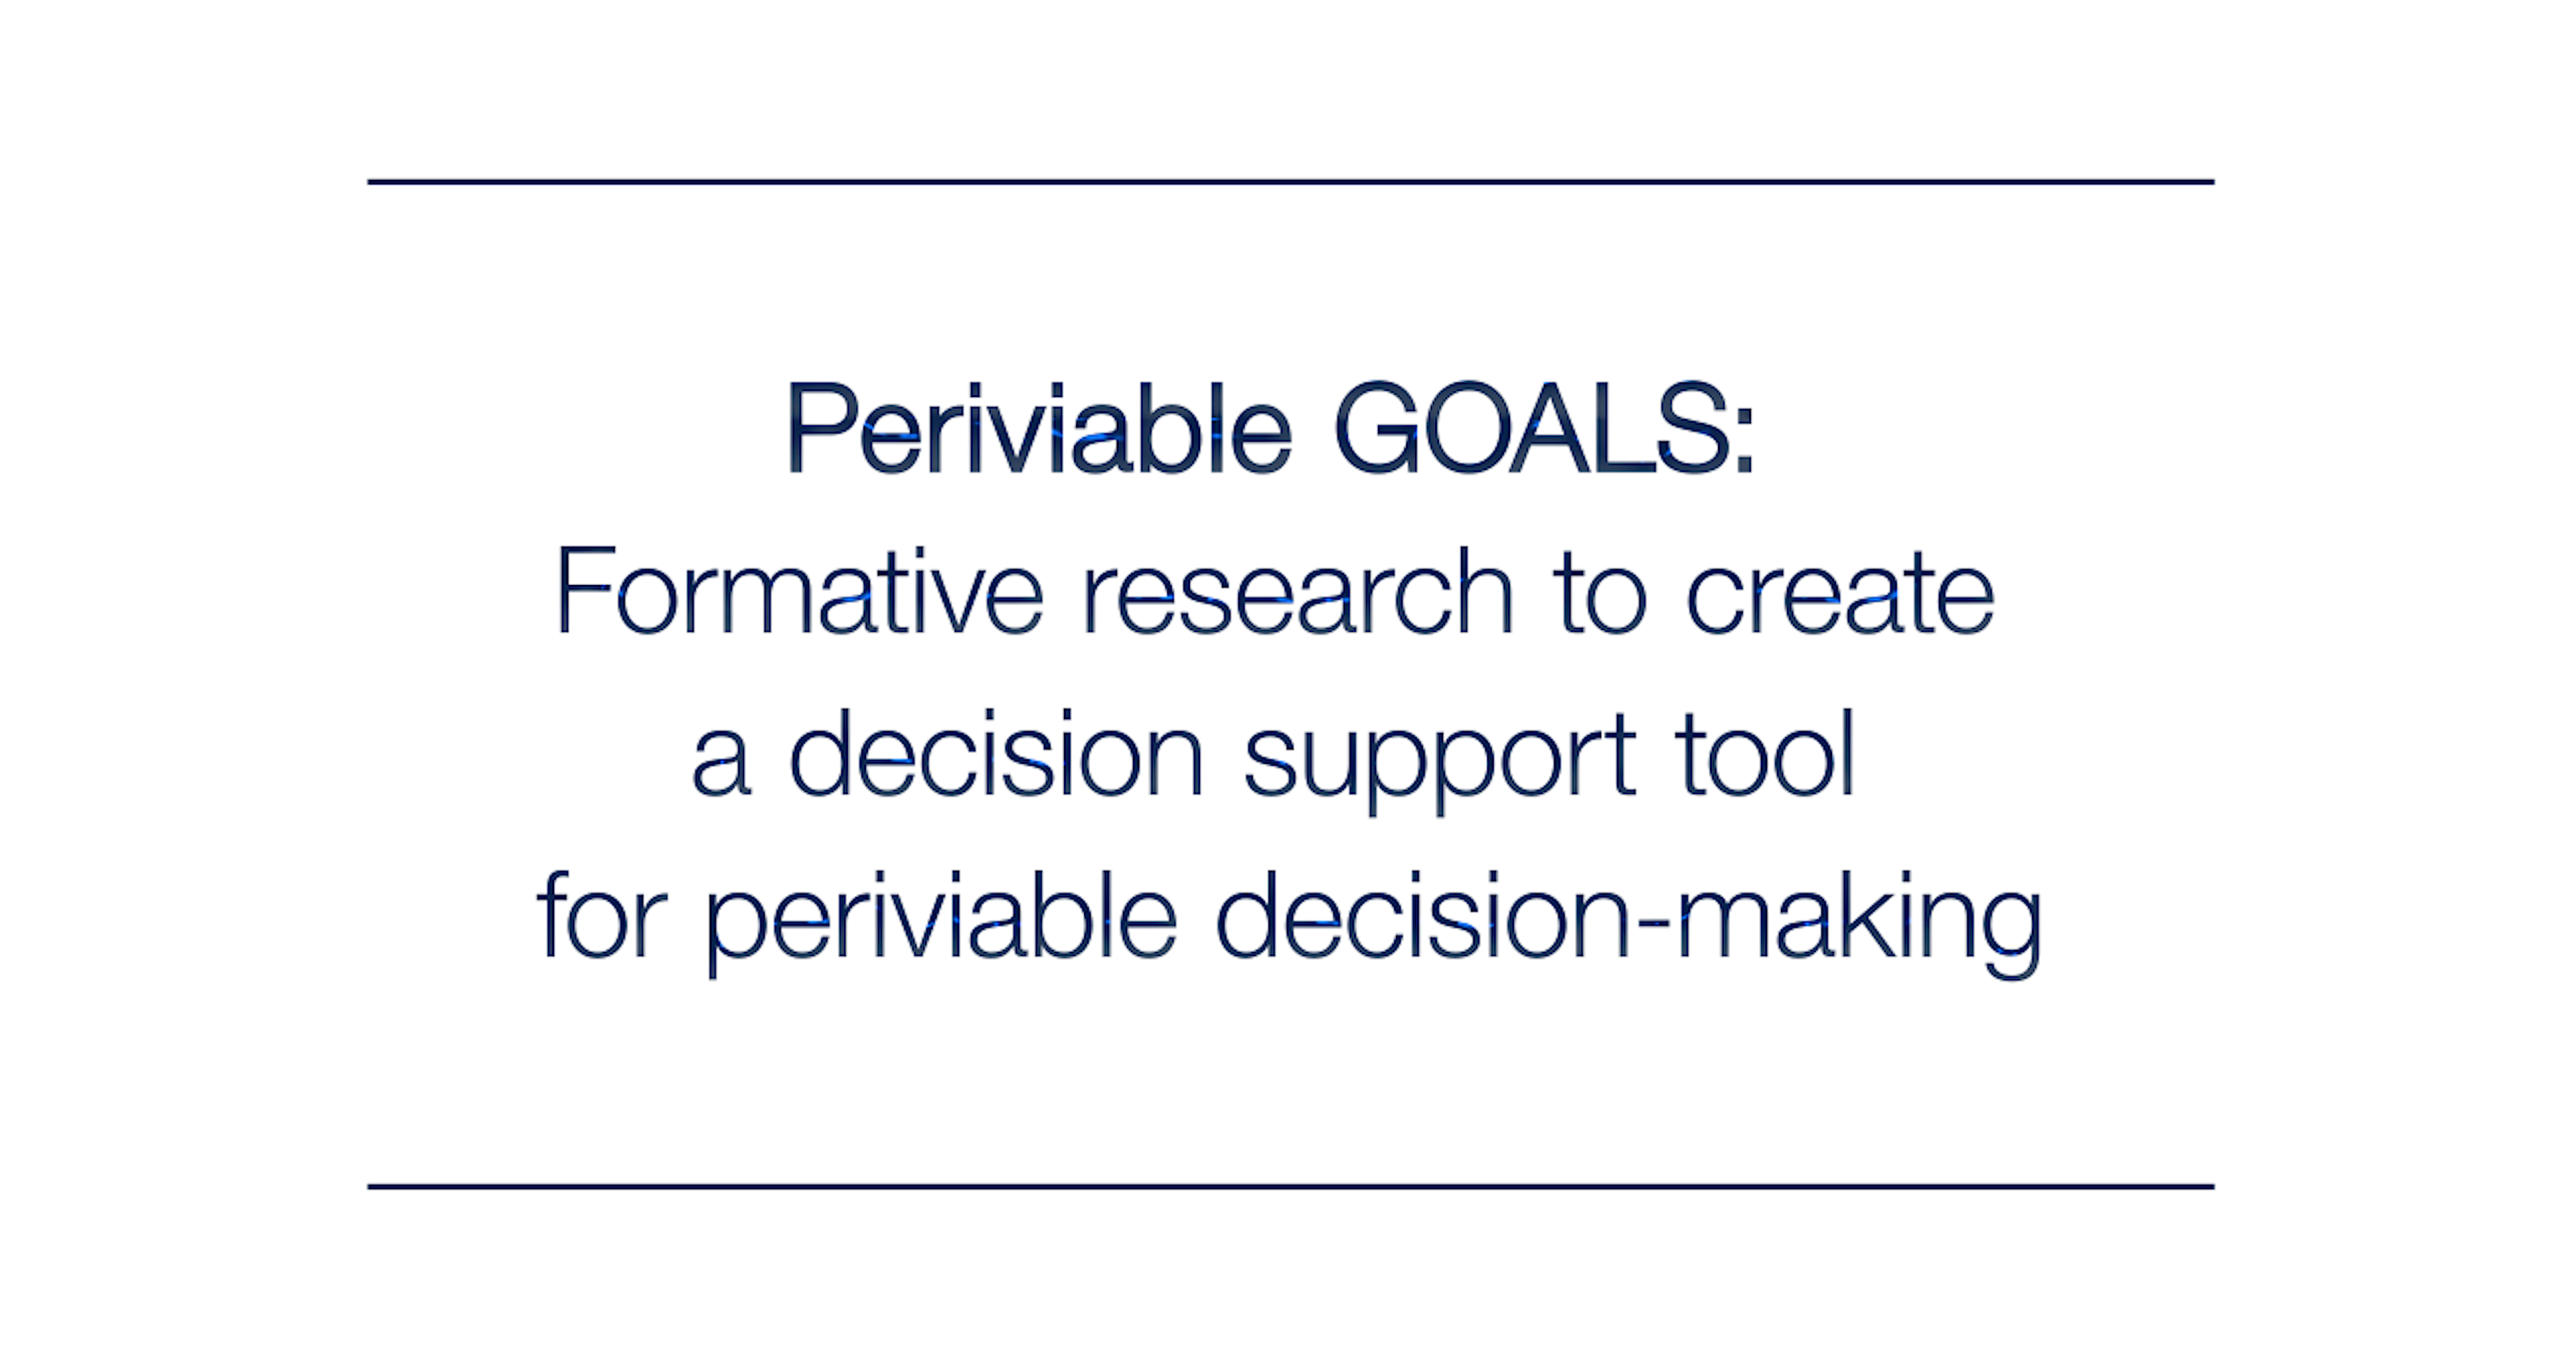 Periviable GOALS:
Formative research to create
a decision support tool
for periviable decision-making